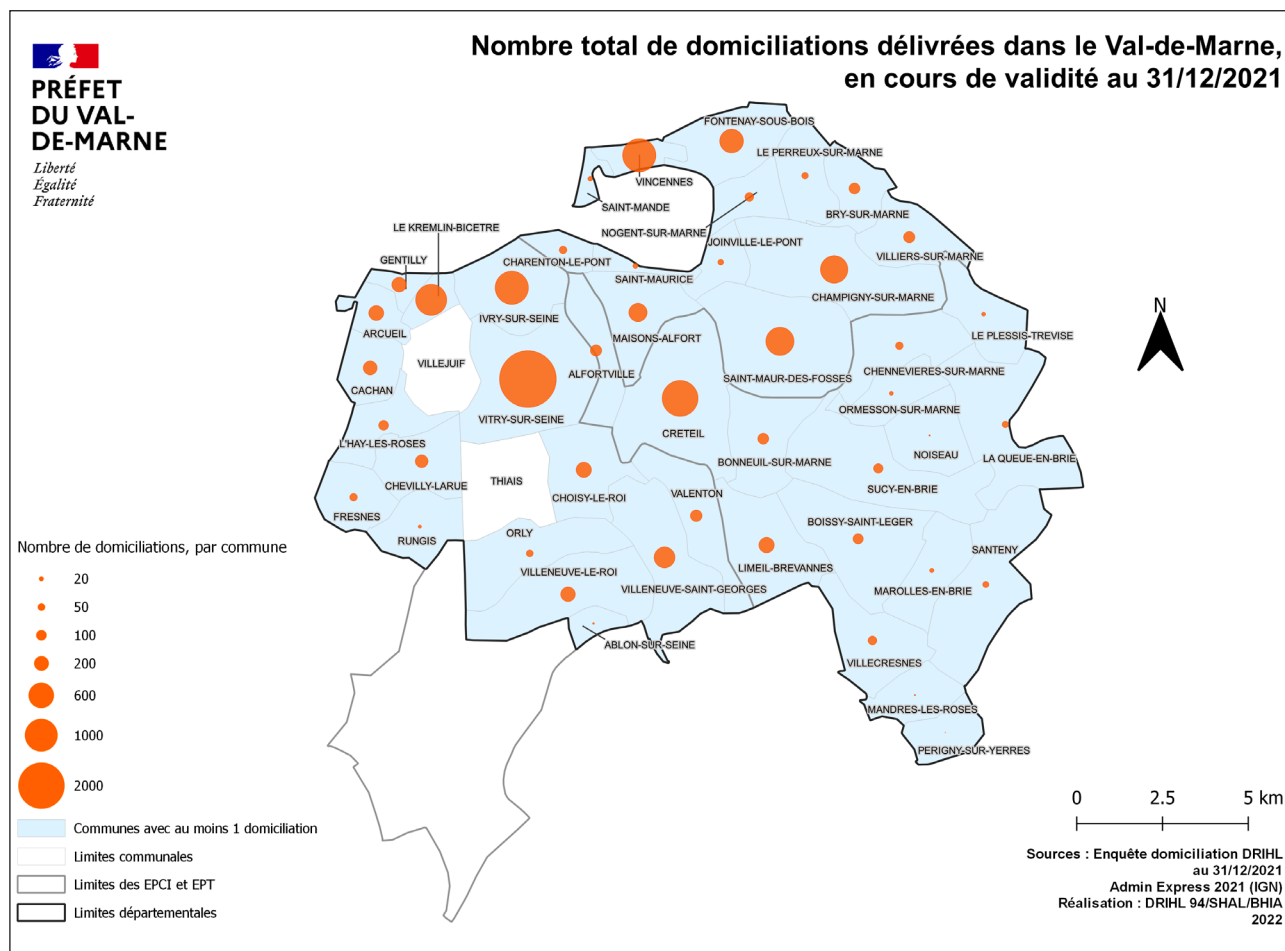 Nombre total de domiciliations délivrées dans le Val-de-Marne,
en cours de validité au 31/12/2021
PRÉFET
DU VAL-
DE-MARNE
Liberté
Égalité
Fraternité
FONTENAY-SOUS-BOIS
LE PERREUX-SUR-MARNE
VINCENNES
SAINT-MANDE
BRY-SUR-MARNE
NOGENT-SUR-MARNE
LE KREMLIN-BICETRE
JOINVILLE-LE-PONT
VILLIERS-SUR-MARNE
GENTILLY
CHARENTON-LE-PONT
SAINT-MAURICE
CHAMPIGNY-SUR-MARNE
N
IVRY-SUR-SEINE
ARCUEIL
MAISONS-ALFORT
LE PLESSIS-TREVISE
VILLEJUIF
ALFORTVILLE
SAINT-MAUR-DES-FOSSES
CHENNEVIERES-SUR-MARNE
CACHAN
ORMESSON-SUR-MARNE
VITRY-SUR-SEINE
CRETEIL
L'HAY-LES-ROSES
BONNEUIL-SUR-MARNE
NOISEAU
LA QUEUE-EN-BRIE
CHEVILLY-LARUE
THIAIS
CHOISY-LE-ROI
VALENTON
SUCY-EN-BRIE
FRESNES
BOISSY-SAINT-LEGER
RUNGIS
ORLY
SANTENY
VILLENEUVE-LE-ROI
VILLENEUVE-SAINT-GEORGES
LIMEIL-BREVANNES
MAROLLES-EN-BRIE
ABLON-SUR-SEINE
VILLECRESNES
MANDRES-LES-ROSES
PERIGNY-SUR-YERRES
Nombre de domiciliations, par commune
20
50
100
200
600
1000
2000
Communes avec au moins 1 domiciliation
Limites communales
Limites des EPCI et EPT
Limites départementales
0 2.5 5 km
Sources : Enquête domiciliation DRIHL
au 31/12/2021
Admin Express 2021 (IGN)
Réalisation : DRIHL 94/SHAL/BHIA
2022